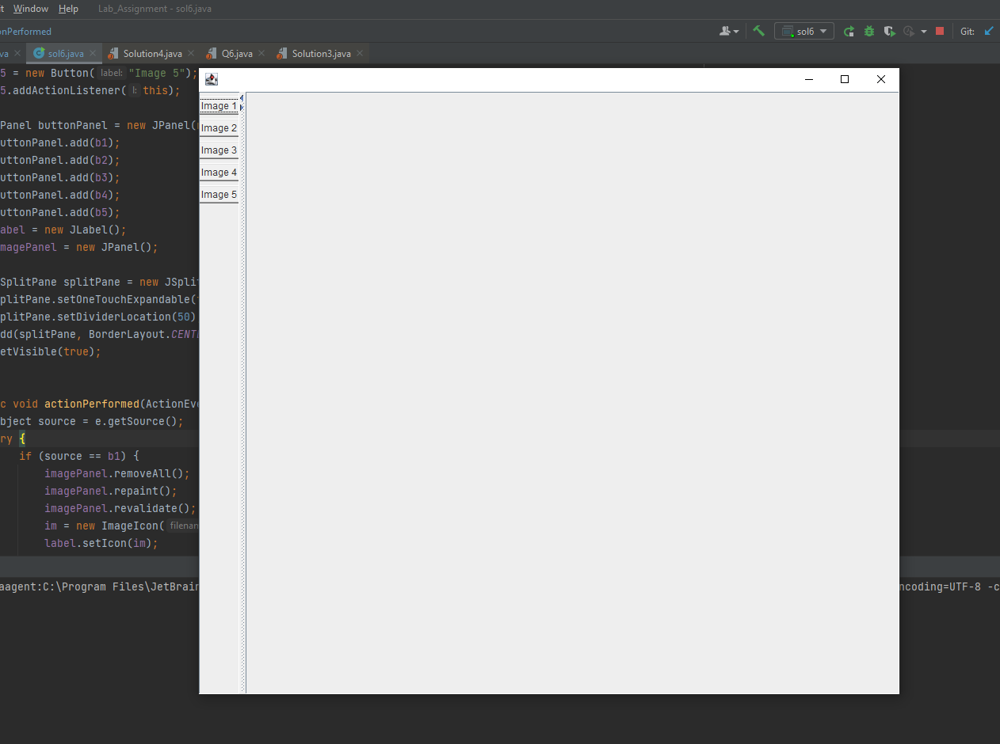 t Window Help Lab_Assignment - sol6.java
onPerformed sol6 Git:
va sol6.java Solution4.java Q6.java Solution3.java
5 = new Button( label: "Image 5");
5.addActionListener( l: this);
Panel buttonPanel = new JPanel(
uttonPanel.add(b1);
uttonPanel.add(b2);
uttonPanel.add(b3);
uttonPanel.add(b4);
uttonPanel.add(b5);
abel = new JLabel();
magePanel = new JPanel();
SplitPane splitPane = new JSplit
plitPane.setOneTouchExpandable(
plitPane.setDividerLocation(50)
dd(splitPane, BorderLayout.CENT
etVisible(true);
c void actionPerformed(ActionEve
bject source = e.getSource();
ry {
if (source == b1) {
imagePanel.removeAll();
imagePanel.repaint();
imagePanel.revalidate();
im = new ImageIcon( filenam
label.setIcon(im);
aagent:C:\Program Files\JetBrain
ncoding=UTF-8 -c
Image 1
Image 2
Image 3
Image 4
Image 5